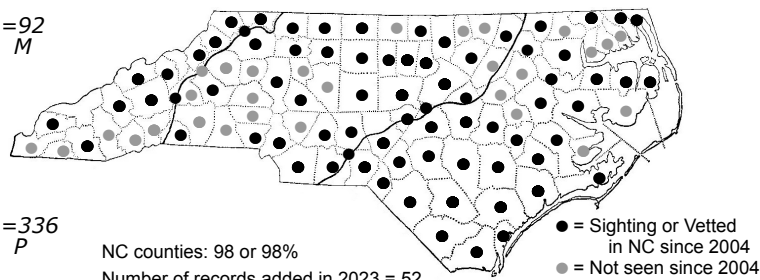 =92
M
=336
P
NC counties: 98 or 98%
Number of records added in 2023 = 52
● = Sighting or Vetted
in NC since 2004
● = Not seen since 2004